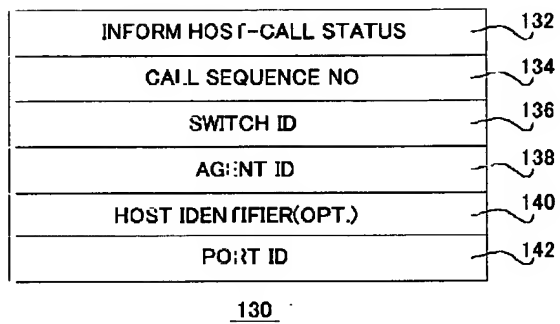 INFORM HOST-CALL STATUS 132
CALL SEQUENCE NO 134
SWITCH ID 136
AGENT ID 138
HOST IDENTIFIER(OPT.) 140
PORT ID 142
130